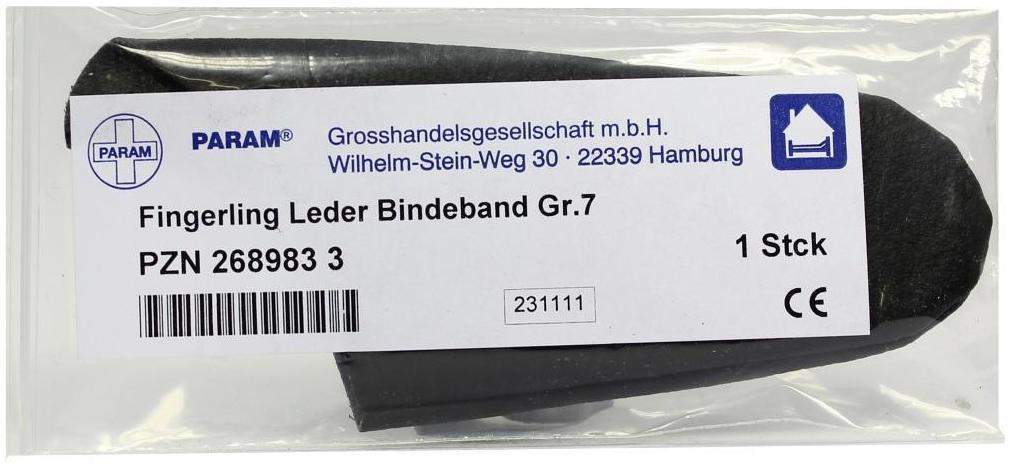 PARAM
PARAM® Grosshandelsgesellschaft m.b.H.
Wilhelm-Stein-Weg 30 · 22339 Hamburg
Fingerling Leder Bindeband Gr.7
PZN 268983 3
1 Stck
231111
CE